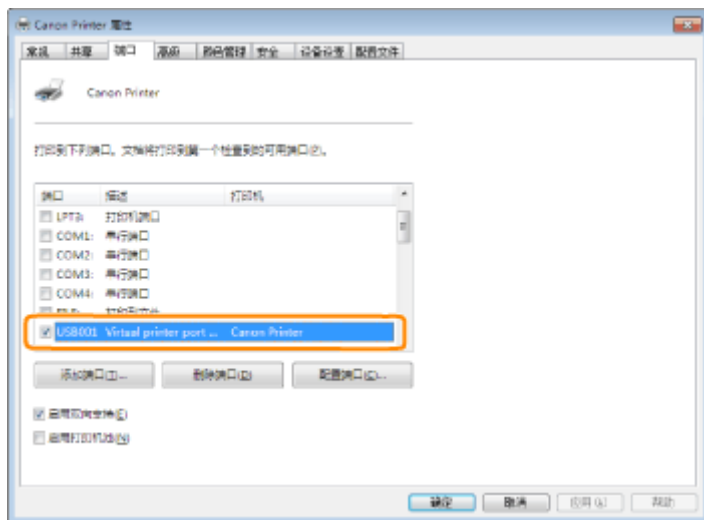 Canon Printer 属性
常规 共享 端口 高级 颜色管理 安全 设备设置 配置文件
Canon Printer
打印到下列端口。文档将打印到第一个检查到的可用端口(P)。
端口 描述 打印机
LPT3: 打印机端口
COM1: 串行端口
COM2: 串行端口
COM3: 串行端口
COM4: 串行端口
打印到文件
USB001 Virtual printer port ... Canon Printer
添加端口(T)... 删除端口(D) 配置端口(C)...
启用双向支持(E)
启用打印机池(N)
确定 取消 应用(A) 帮助